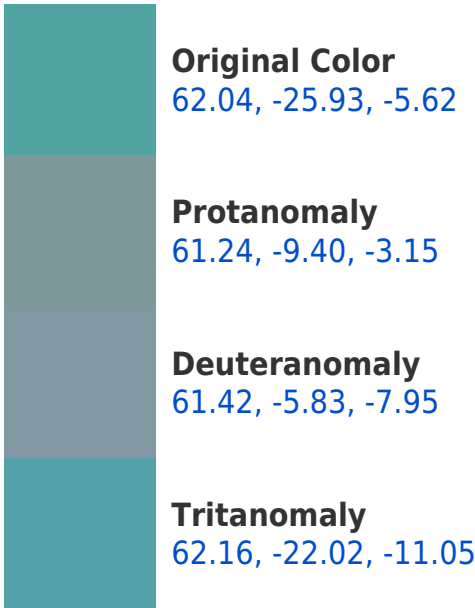 Original Color
62.04, -25.93, -5.62
Protanomaly
61.24, -9.40, -3.15
Deuteranomaly
61.42, -5.83, -7.95
Tritanomaly
62.16, -22.02, -11.05